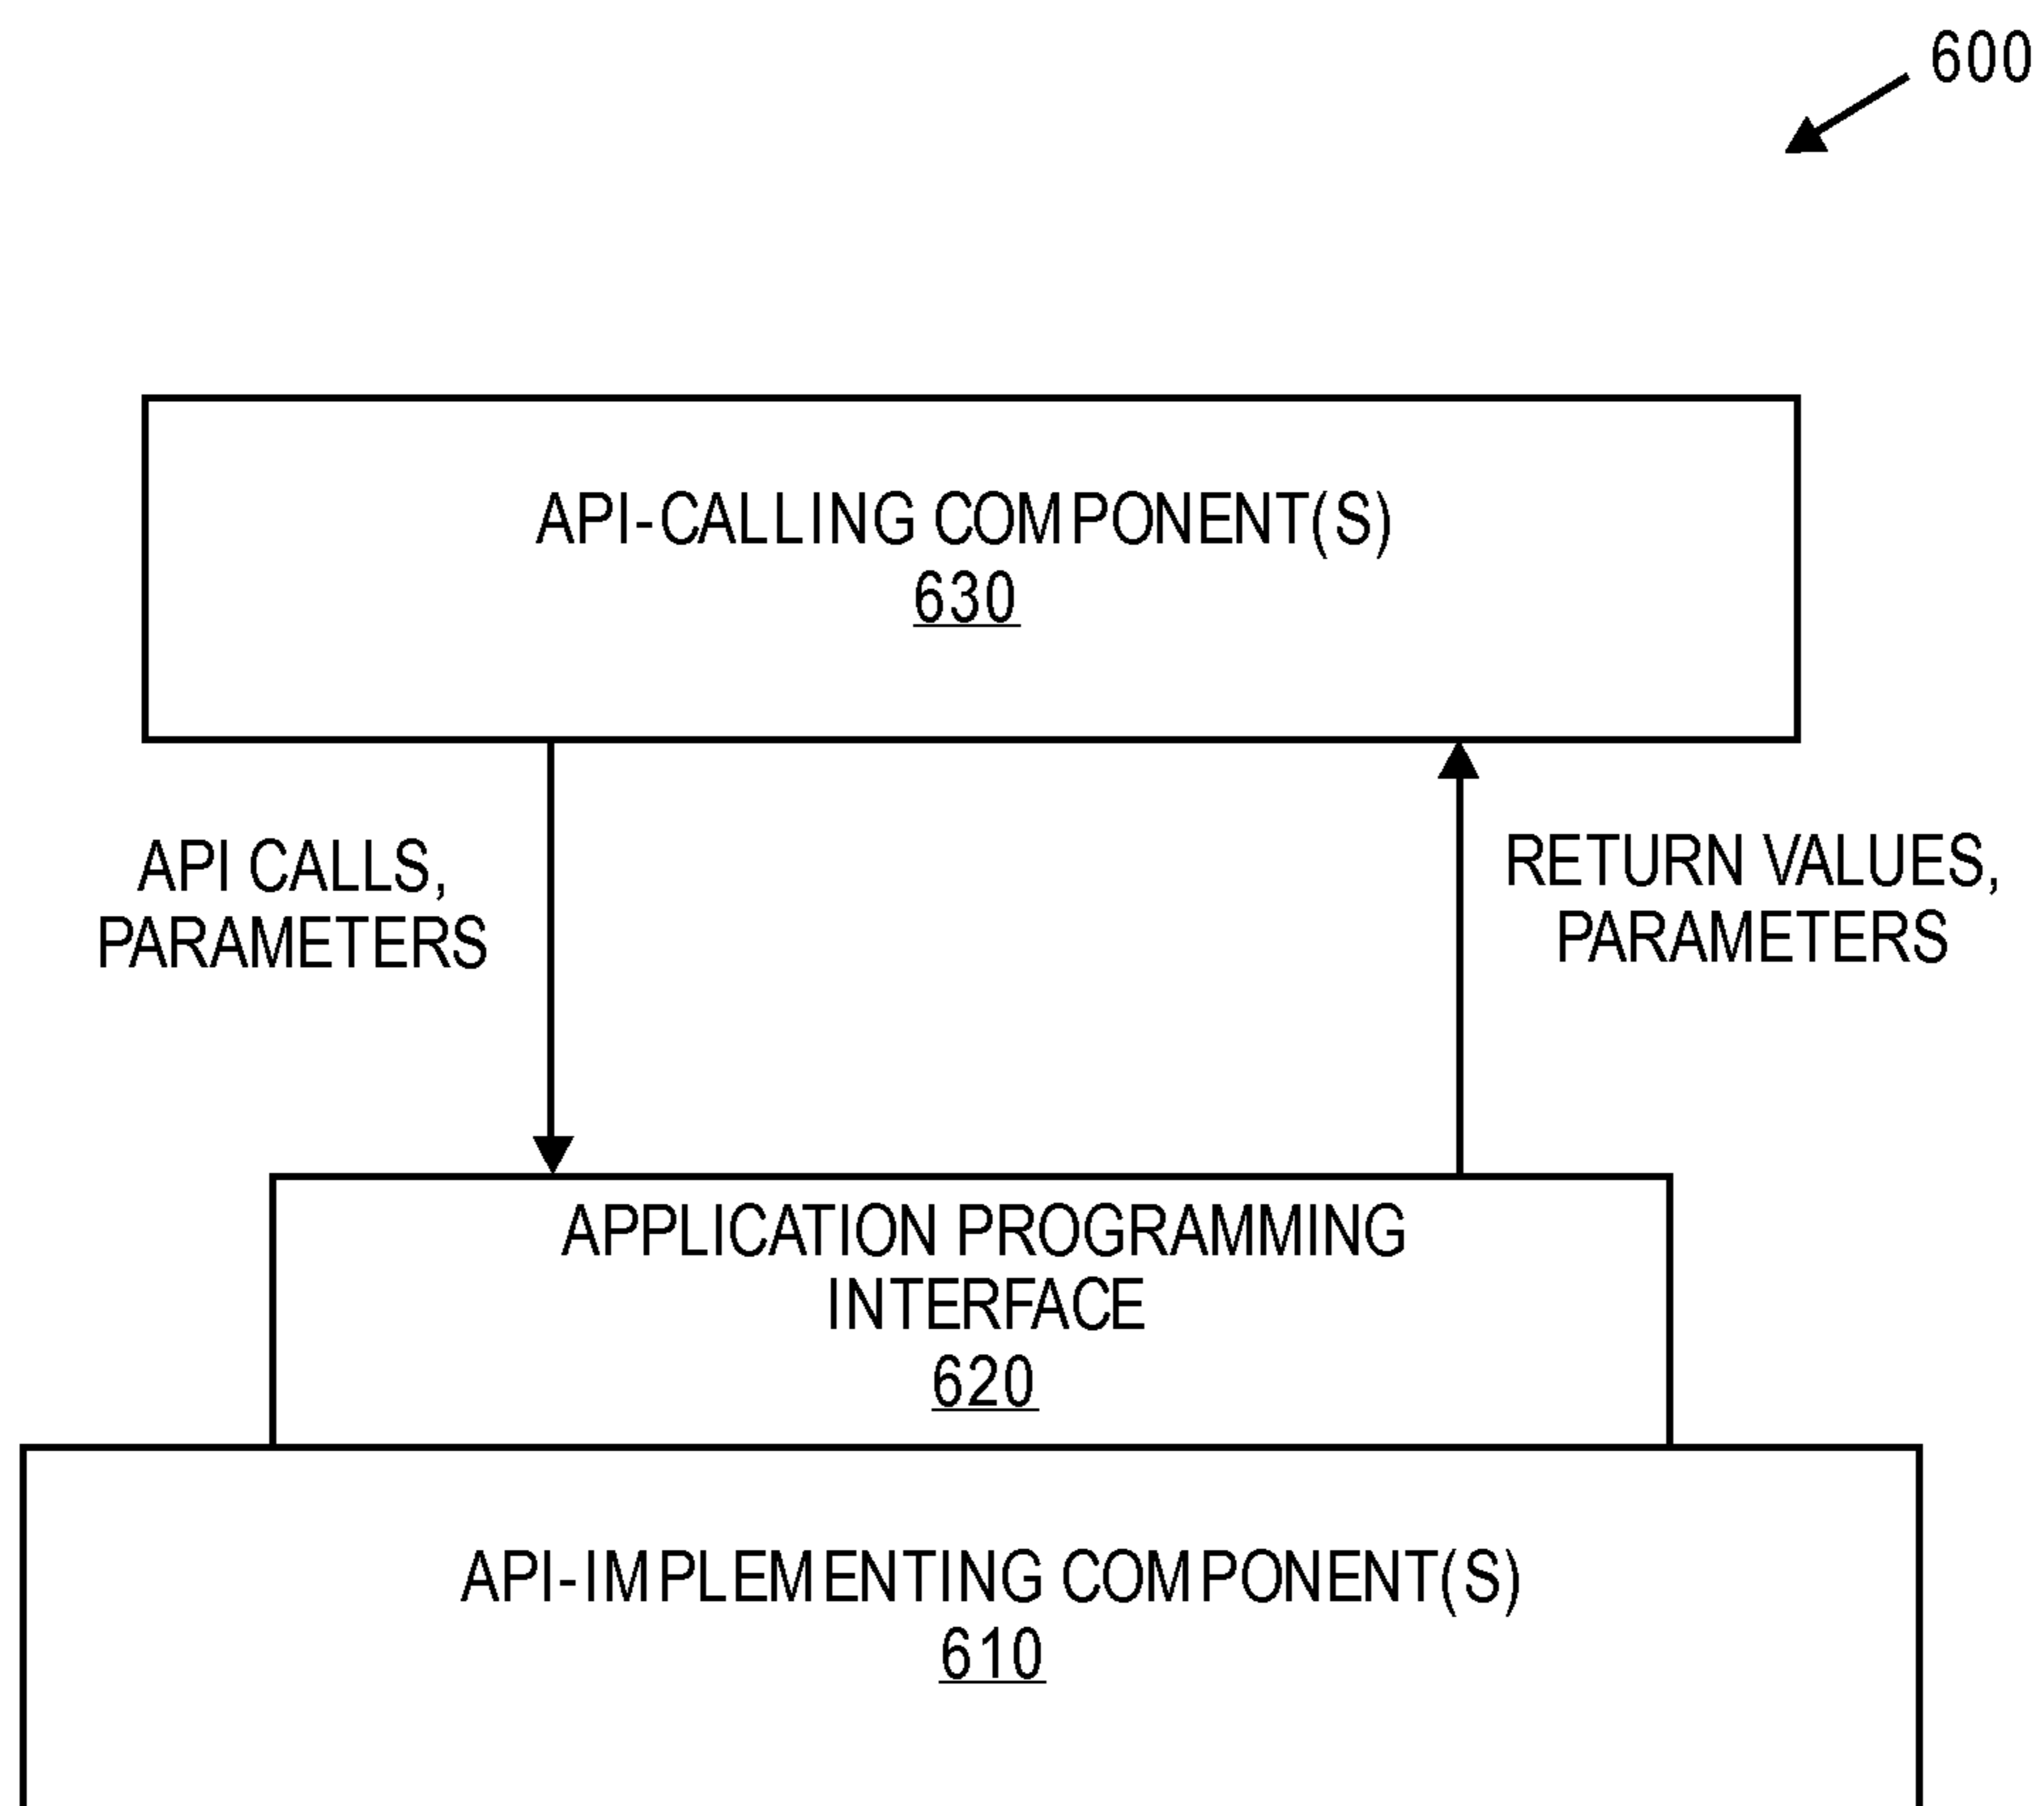 600
API-CALLING COMPONENT(S)
630
API CALLS,
PARAMETERS
RETURN VALUES,
PARAMETERS
APPLICATION PROGRAMMING
INTERFACE
620
API-IMPLEMENTING COMPONENT(S)
610